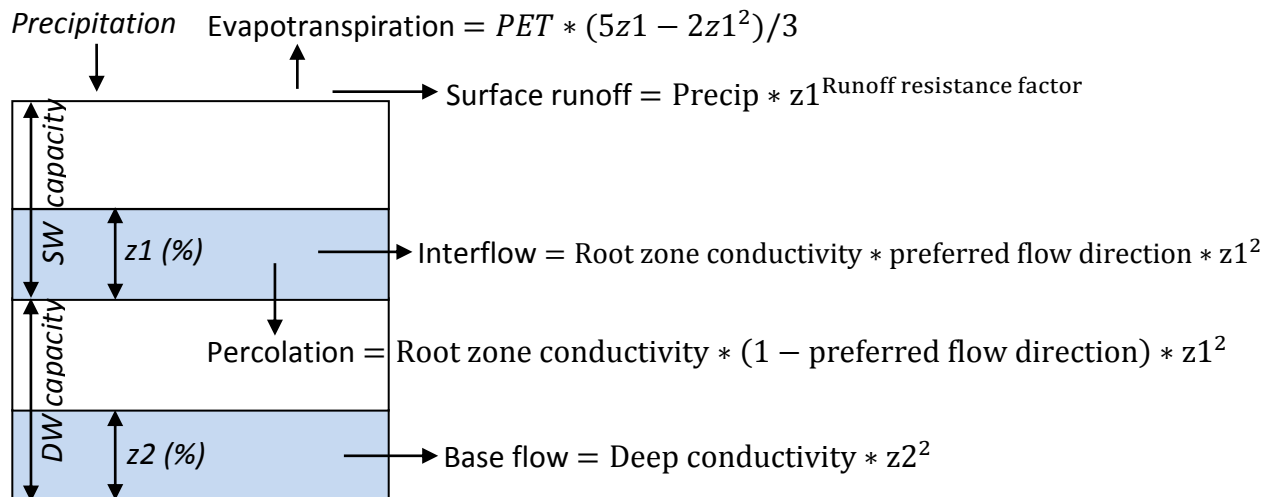 Precipitation
Evapotranspiration = PET ∗ (5z1 − 2z1²)/3
Surface runoff = Precip ∗ z1^Runoff resistance factor
SW capacity
z1 (%)
Interflow = Root zone conductivity ∗ preferred flow direction ∗ z1²
Percolation = Root zone conductivity ∗ (1 − preferred flow direction) ∗ z1²
DW capacity
z2 (%)
Base flow = Deep conductivity ∗ z2²